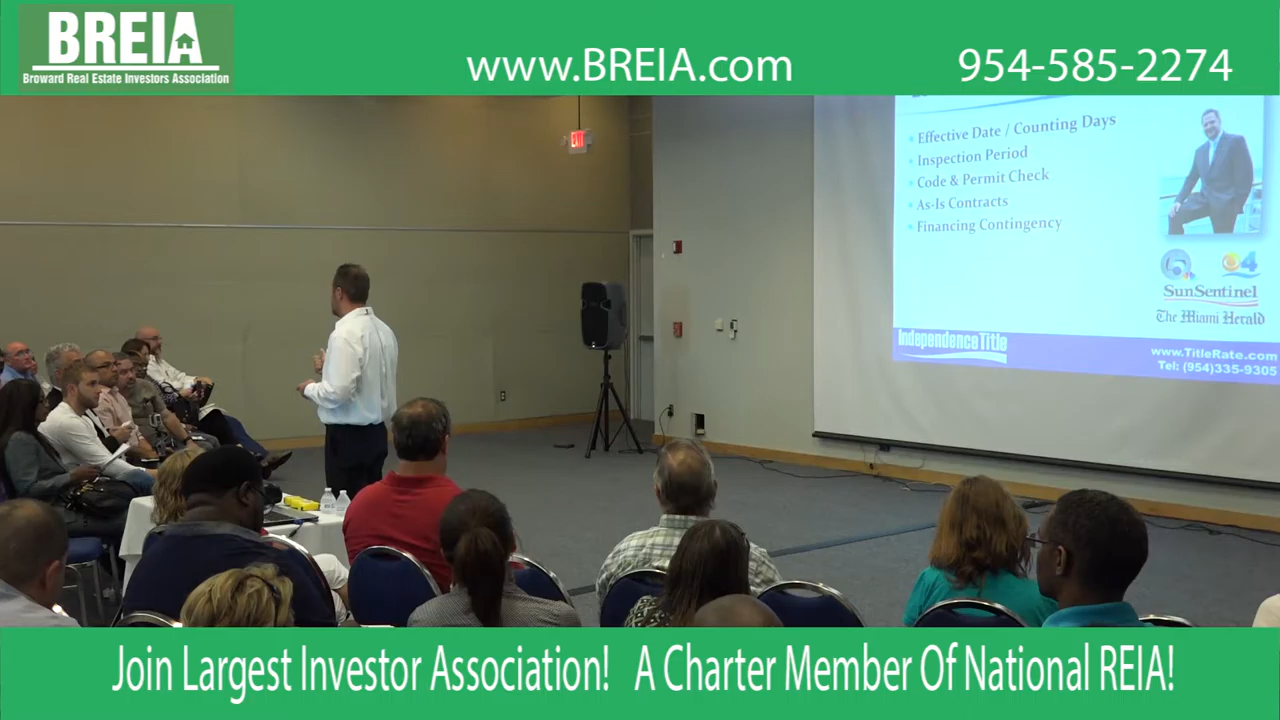 BREIA
Broward Real Estate Investors Association
www.BREIA.com
954-585-2274
EXIT
Effective Date / Counting Days
Inspection Period
Code & Permit Check
As-Is Contracts
Financing Contingency
4
SunSentinel
The Miami Herald
IndependenceTitle
www.TitleRate.com
Tel: (954)335-9305
Join Largest Investor Association! A Charter Member Of National REIA!